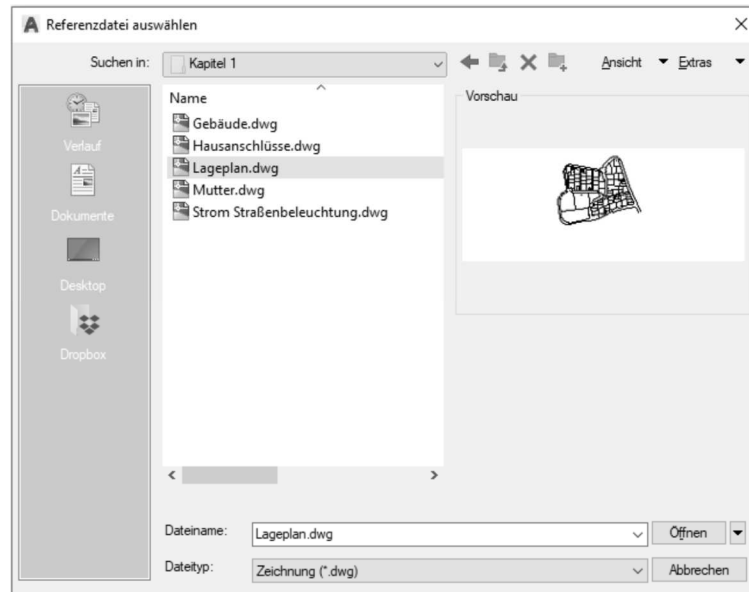 Referenzdatei auswählen
Suchen in:
Kapitel 1
Ansicht
Extras
Verlauf
Dokumente
Desktop
Dropbox
Name
Gebäude.dwg
Hausanschlüsse.dwg
Lageplan.dwg
Mutter.dwg
Strom Straßenbeleuchtung.dwg
Vorschau
Dateiname:
Lageplan.dwg
Öffnen
Dateityp:
Zeichnung (*.dwg)
Abbrechen